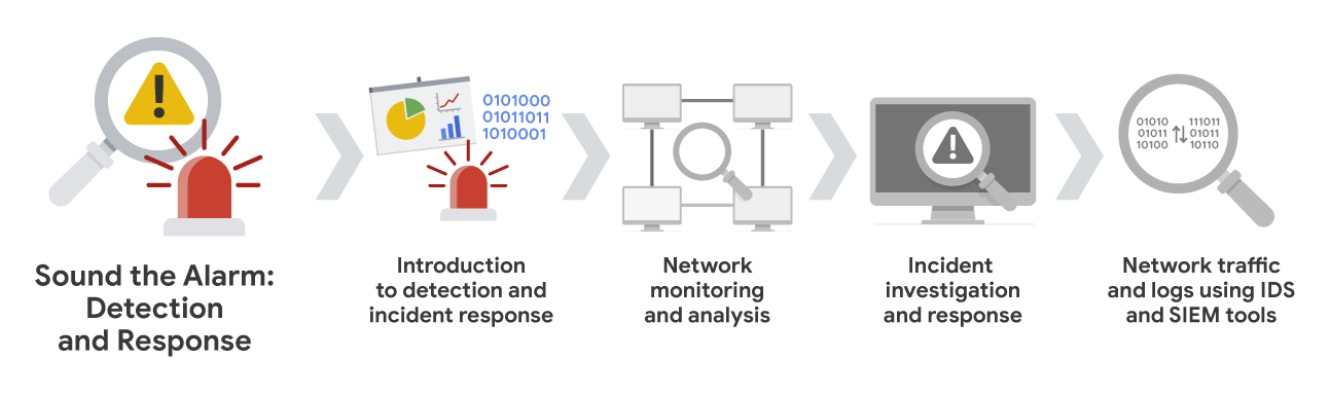 Sound the Alarm:
Detection
and Response
0101000
01011011
1010001
Introduction
to detection and
incident response
Network
monitoring
and analysis
Incident
investigation
and response
01010 111011
01011 01011
10100 10110
Network traffic
and logs using IDS
and SIEM tools